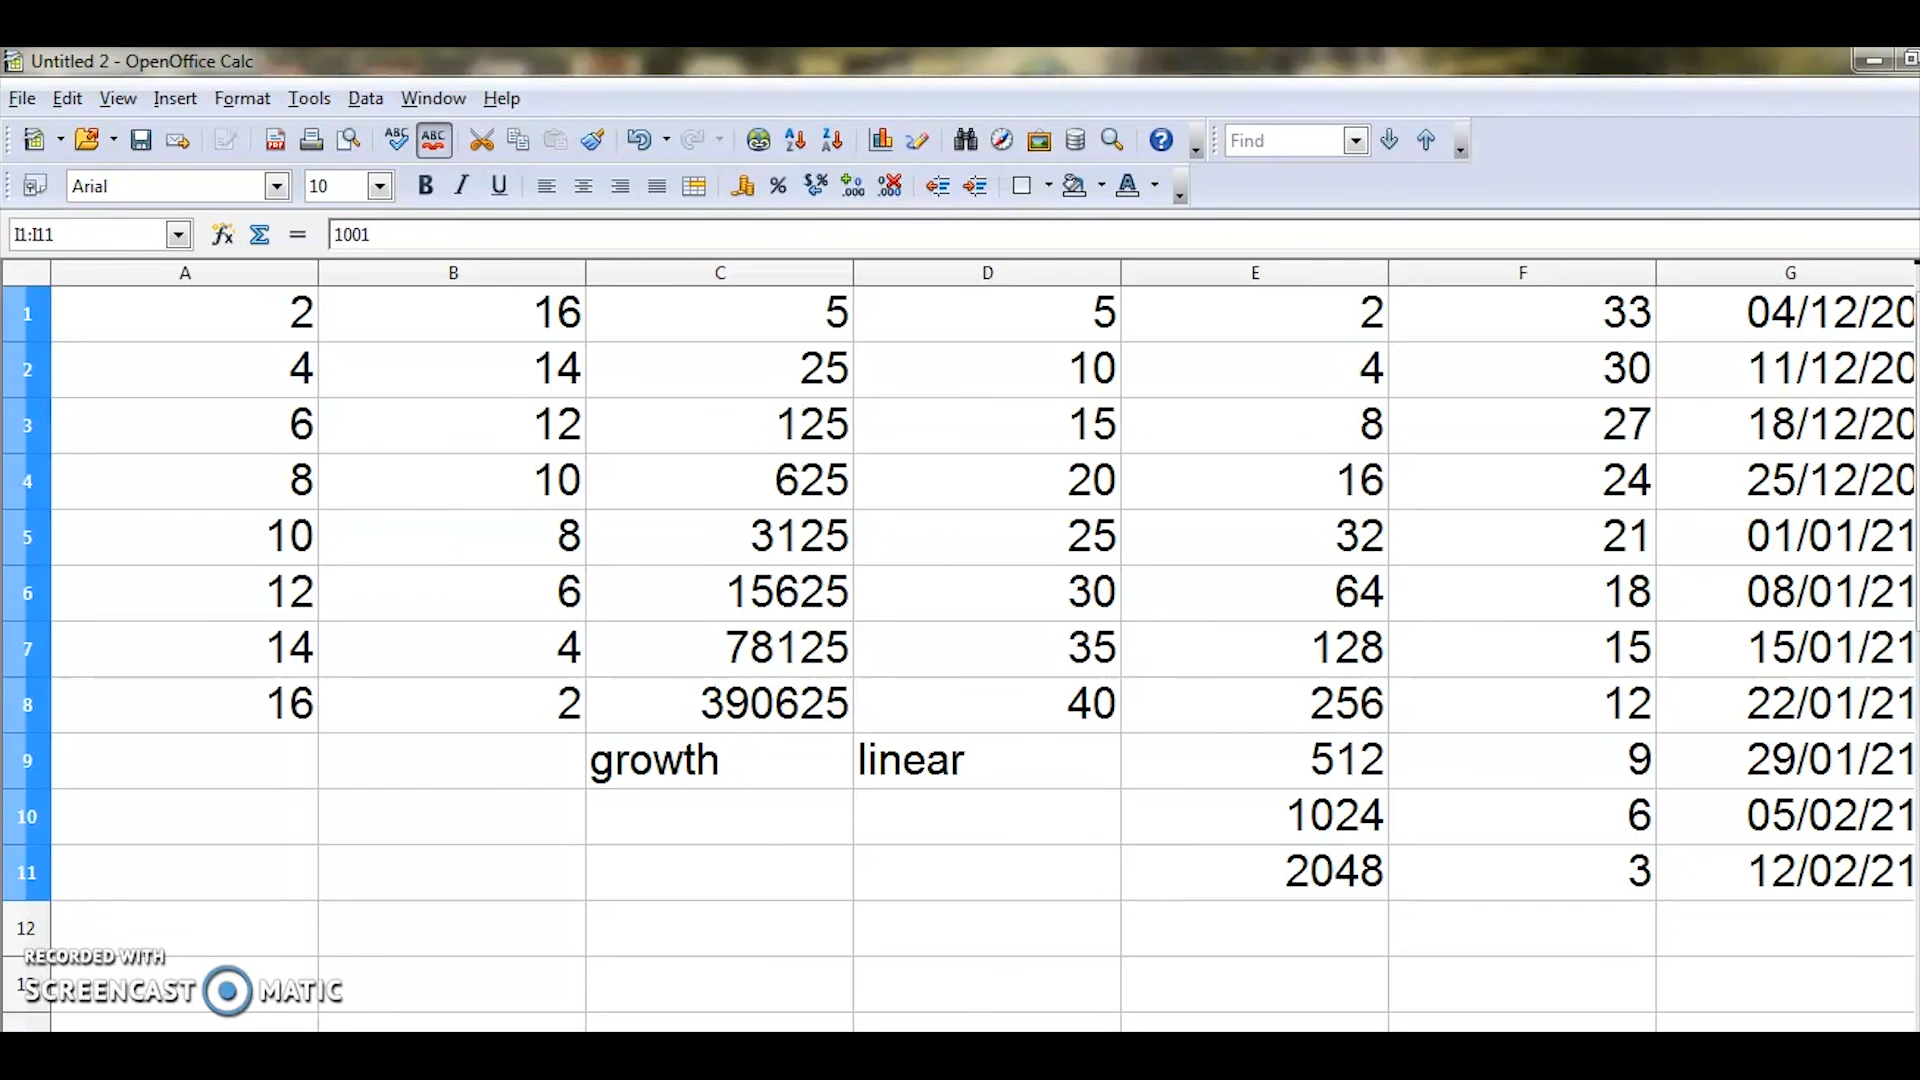 Untitled 2 - OpenOffice Calc
File Edit View Insert Format Tools Data Window Help
ABC ABC PDF Find
Arial 10 B I U % $% .000 .000 A
I1:I11 fx Σ = 1001
A B C D E F G
1 2 16 5 5 2 33 04/12/20
2 4 14 25 10 4 30 11/12/20
3 6 12 125 15 8 27 18/12/20
4 8 10 625 20 16 24 25/12/20
5 10 8 3125 25 32 21 01/01/21
6 12 6 15625 30 64 18 08/01/21
7 14 4 78125 35 128 15 15/01/21
8 16 2 390625 40 256 12 22/01/21
9 growth linear 512 9 29/01/21
10 1024 6 05/02/21
11 2048 3 12/02/21
12
RECORDED WITH
SCREENCAST MATIC